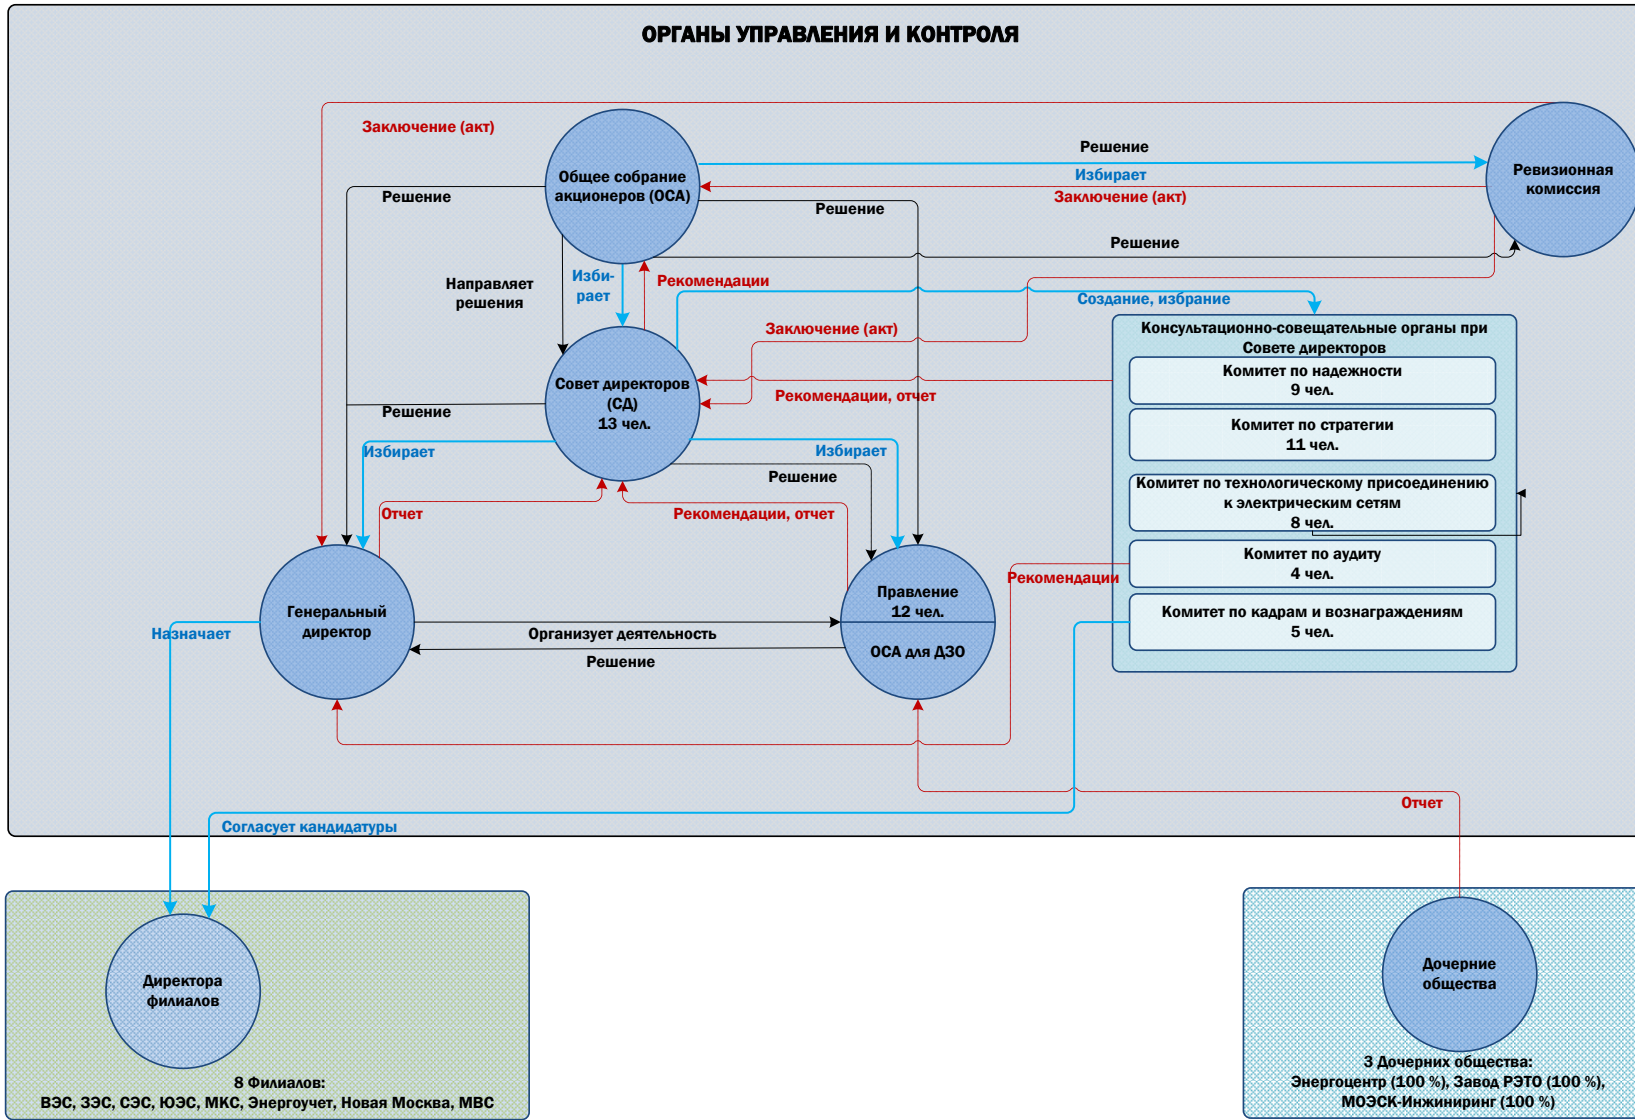 ОРГАНЫ УПРАВЛЕНИЯ И КОНТРОЛЯ
Заключение (акт)
Решение
Общее собрание
акционеров (ОСА)
Решение
Избирает
Заключение (акт)
Ревизионная
комиссия
Решение
Решение
Направляет
решения
Изби-
рает
Рекомендации
Создание, избрание
Заключение (акт)
Консультационно-совещательные органы при
Совете директоров
Комитет по надежности
9 чел.
Комитет по стратегии
11 чел.
Комитет по технологическому присоединению
к электрическим сетям
8 чел.
Комитет по аудиту
4 чел.
Комитет по кадрам и вознаграждениям
5 чел.
Совет директоров
(СД)
13 чел.
Рекомендации, отчет
Решение
Избирает
Избирает
Решение
Отчет
Рекомендации, отчет
Рекомендации
Генеральный
директор
Правление
12 чел.
ОСА для ДЗО
Назначает
Организует деятельность
Решение
Отчет
Согласует кандидатуры
Директора
филиалов
8 Филиалов:
ВЭС, ЗЭС, СЭС, ЮЭС, МКС, Энергоучет, Новая Москва, МВС
Дочерние
общества
3 Дочерних общества:
Энергоцентр (100 %), Завод РЭТО (100 %),
МОЭСК-Инжиниринг (100 %)